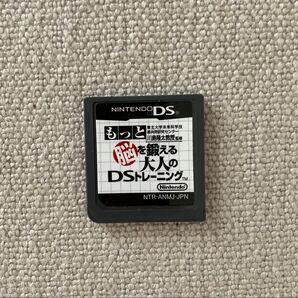 NINTENDO DS
もっと
東北大学未来科学技術共同研究センター
川島隆太教授監修
脳を鍛える
大人の
DSトレーニング™
Nintendo
NTR-ANMJ-JPN